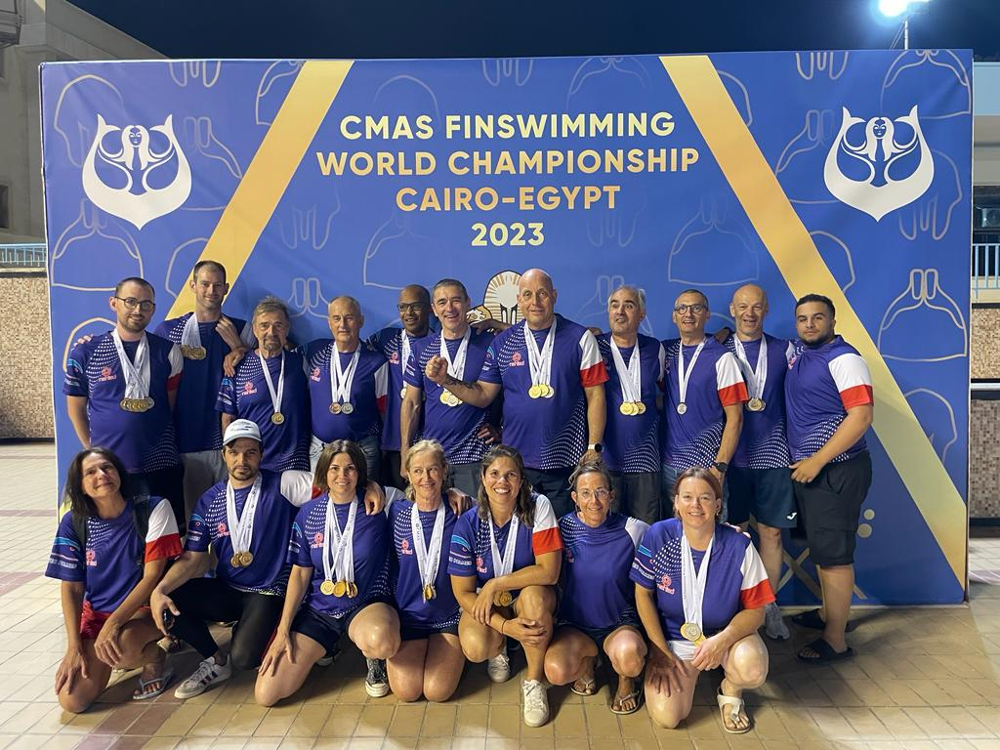 CMAS FINSWIMMING
WORLD CHAMPIONSHIP
CAIRO-EGYPT
2023